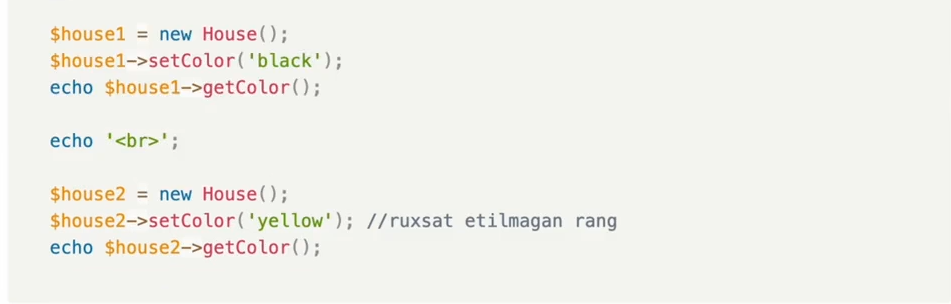 $house1 = new House();
$house1->setColor('black');
echo $house1->getColor();
echo '<br>';
$house2 = new House();
$house2->setColor('yellow'); //ruxsat etilmagan rang
echo $house2->getColor();